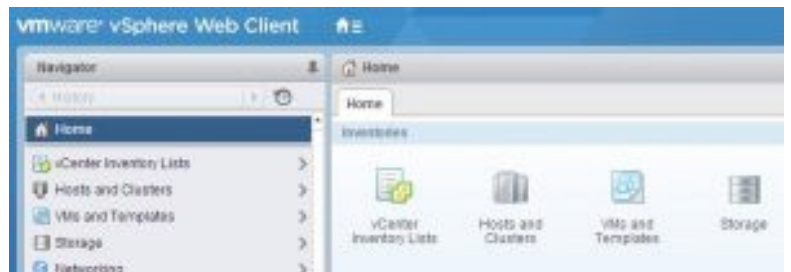 vmware vSphere Web Client
Navigator
Home
History
Home
Home
Inventories
vCenter Inventory Lists
Hosts and Clusters
VMs and Templates
Storage
Networking
vCenter
Inventory Lists
Hosts and
Clusters
VMs and
Templates
Storage